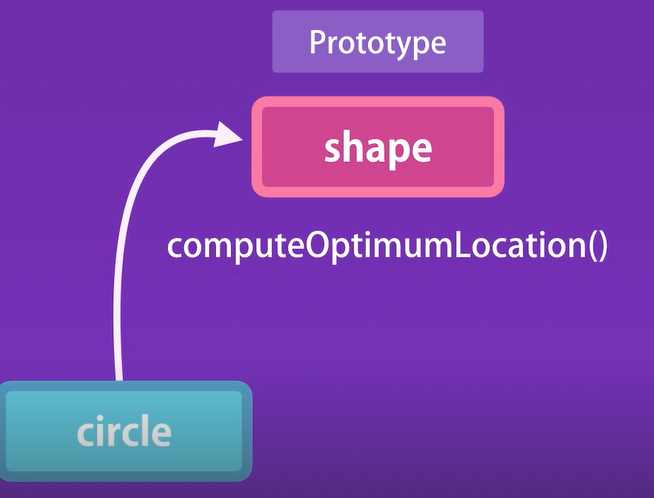 Prototype
shape
computeOptimumLocation()
circle